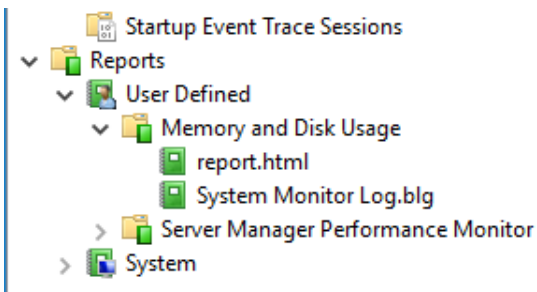 Startup Event Trace Sessions
Reports
User Defined
Memory and Disk Usage
report.html
System Monitor Log.blg
Server Manager Performance Monitor
System